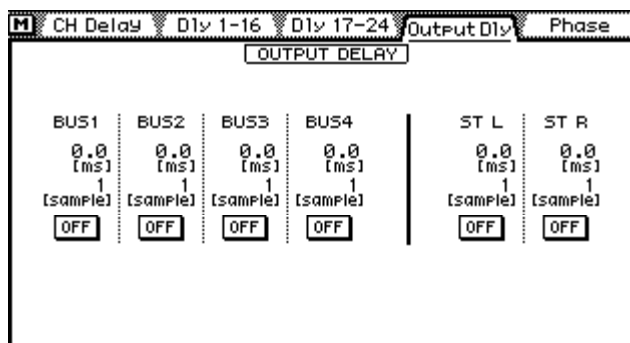 M CH Delay Dly 1-16 Dly 17-24 Output Dly Phase
OUTPUT DELAY
BUS1 BUS2 BUS3 BUS4 ST L ST R
0.0 0.0 0.0 0.0 0.0 0.0
[ms] [ms] [ms] [ms] [ms] [ms]
1 1 1 1 1 1
[sample] [sample] [sample] [sample] [sample] [sample]
OFF OFF OFF OFF OFF OFF